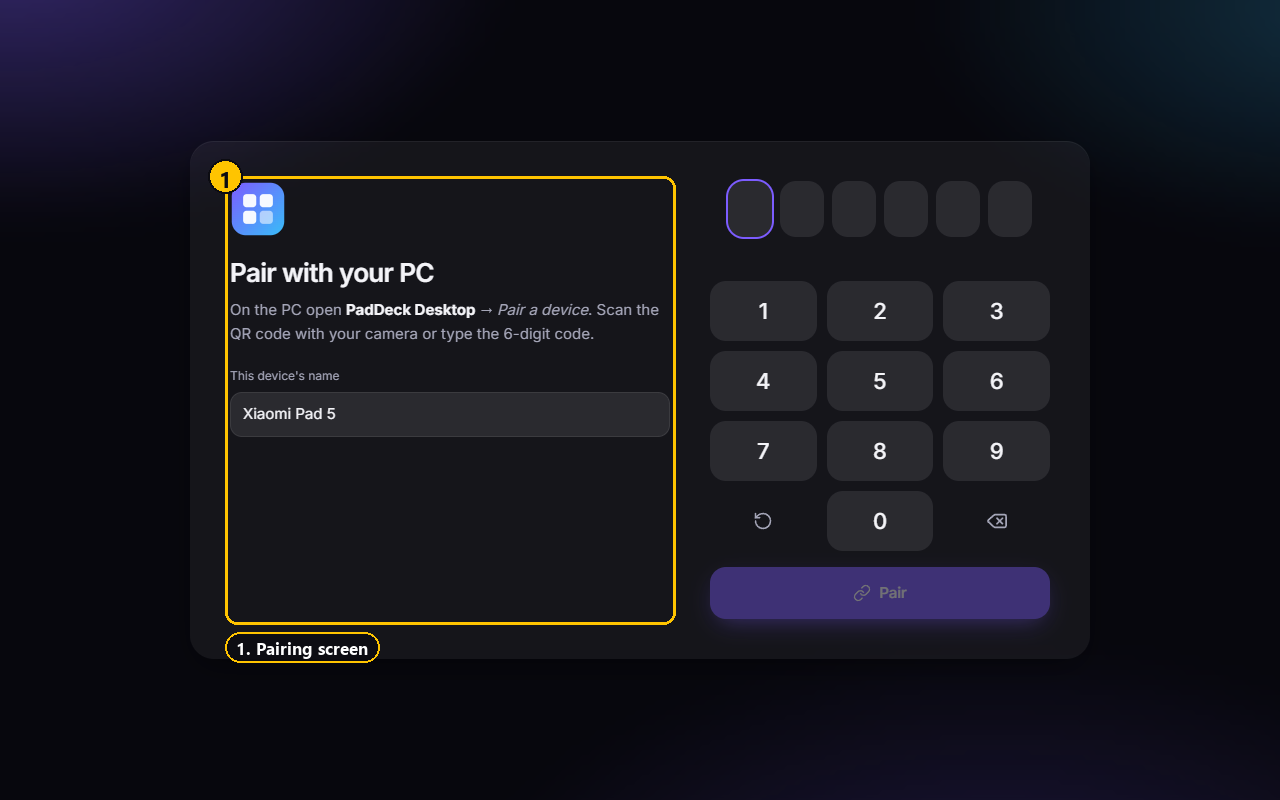 1
Pair with your PC
On the PC open PadDeck Desktop → Pair a device. Scan the
QR code with your camera or type the 6-digit code.
This device's name
Xiaomi Pad 5
1 2 3
4 5 6
7 8 9
0
Pair
1. Pairing screen